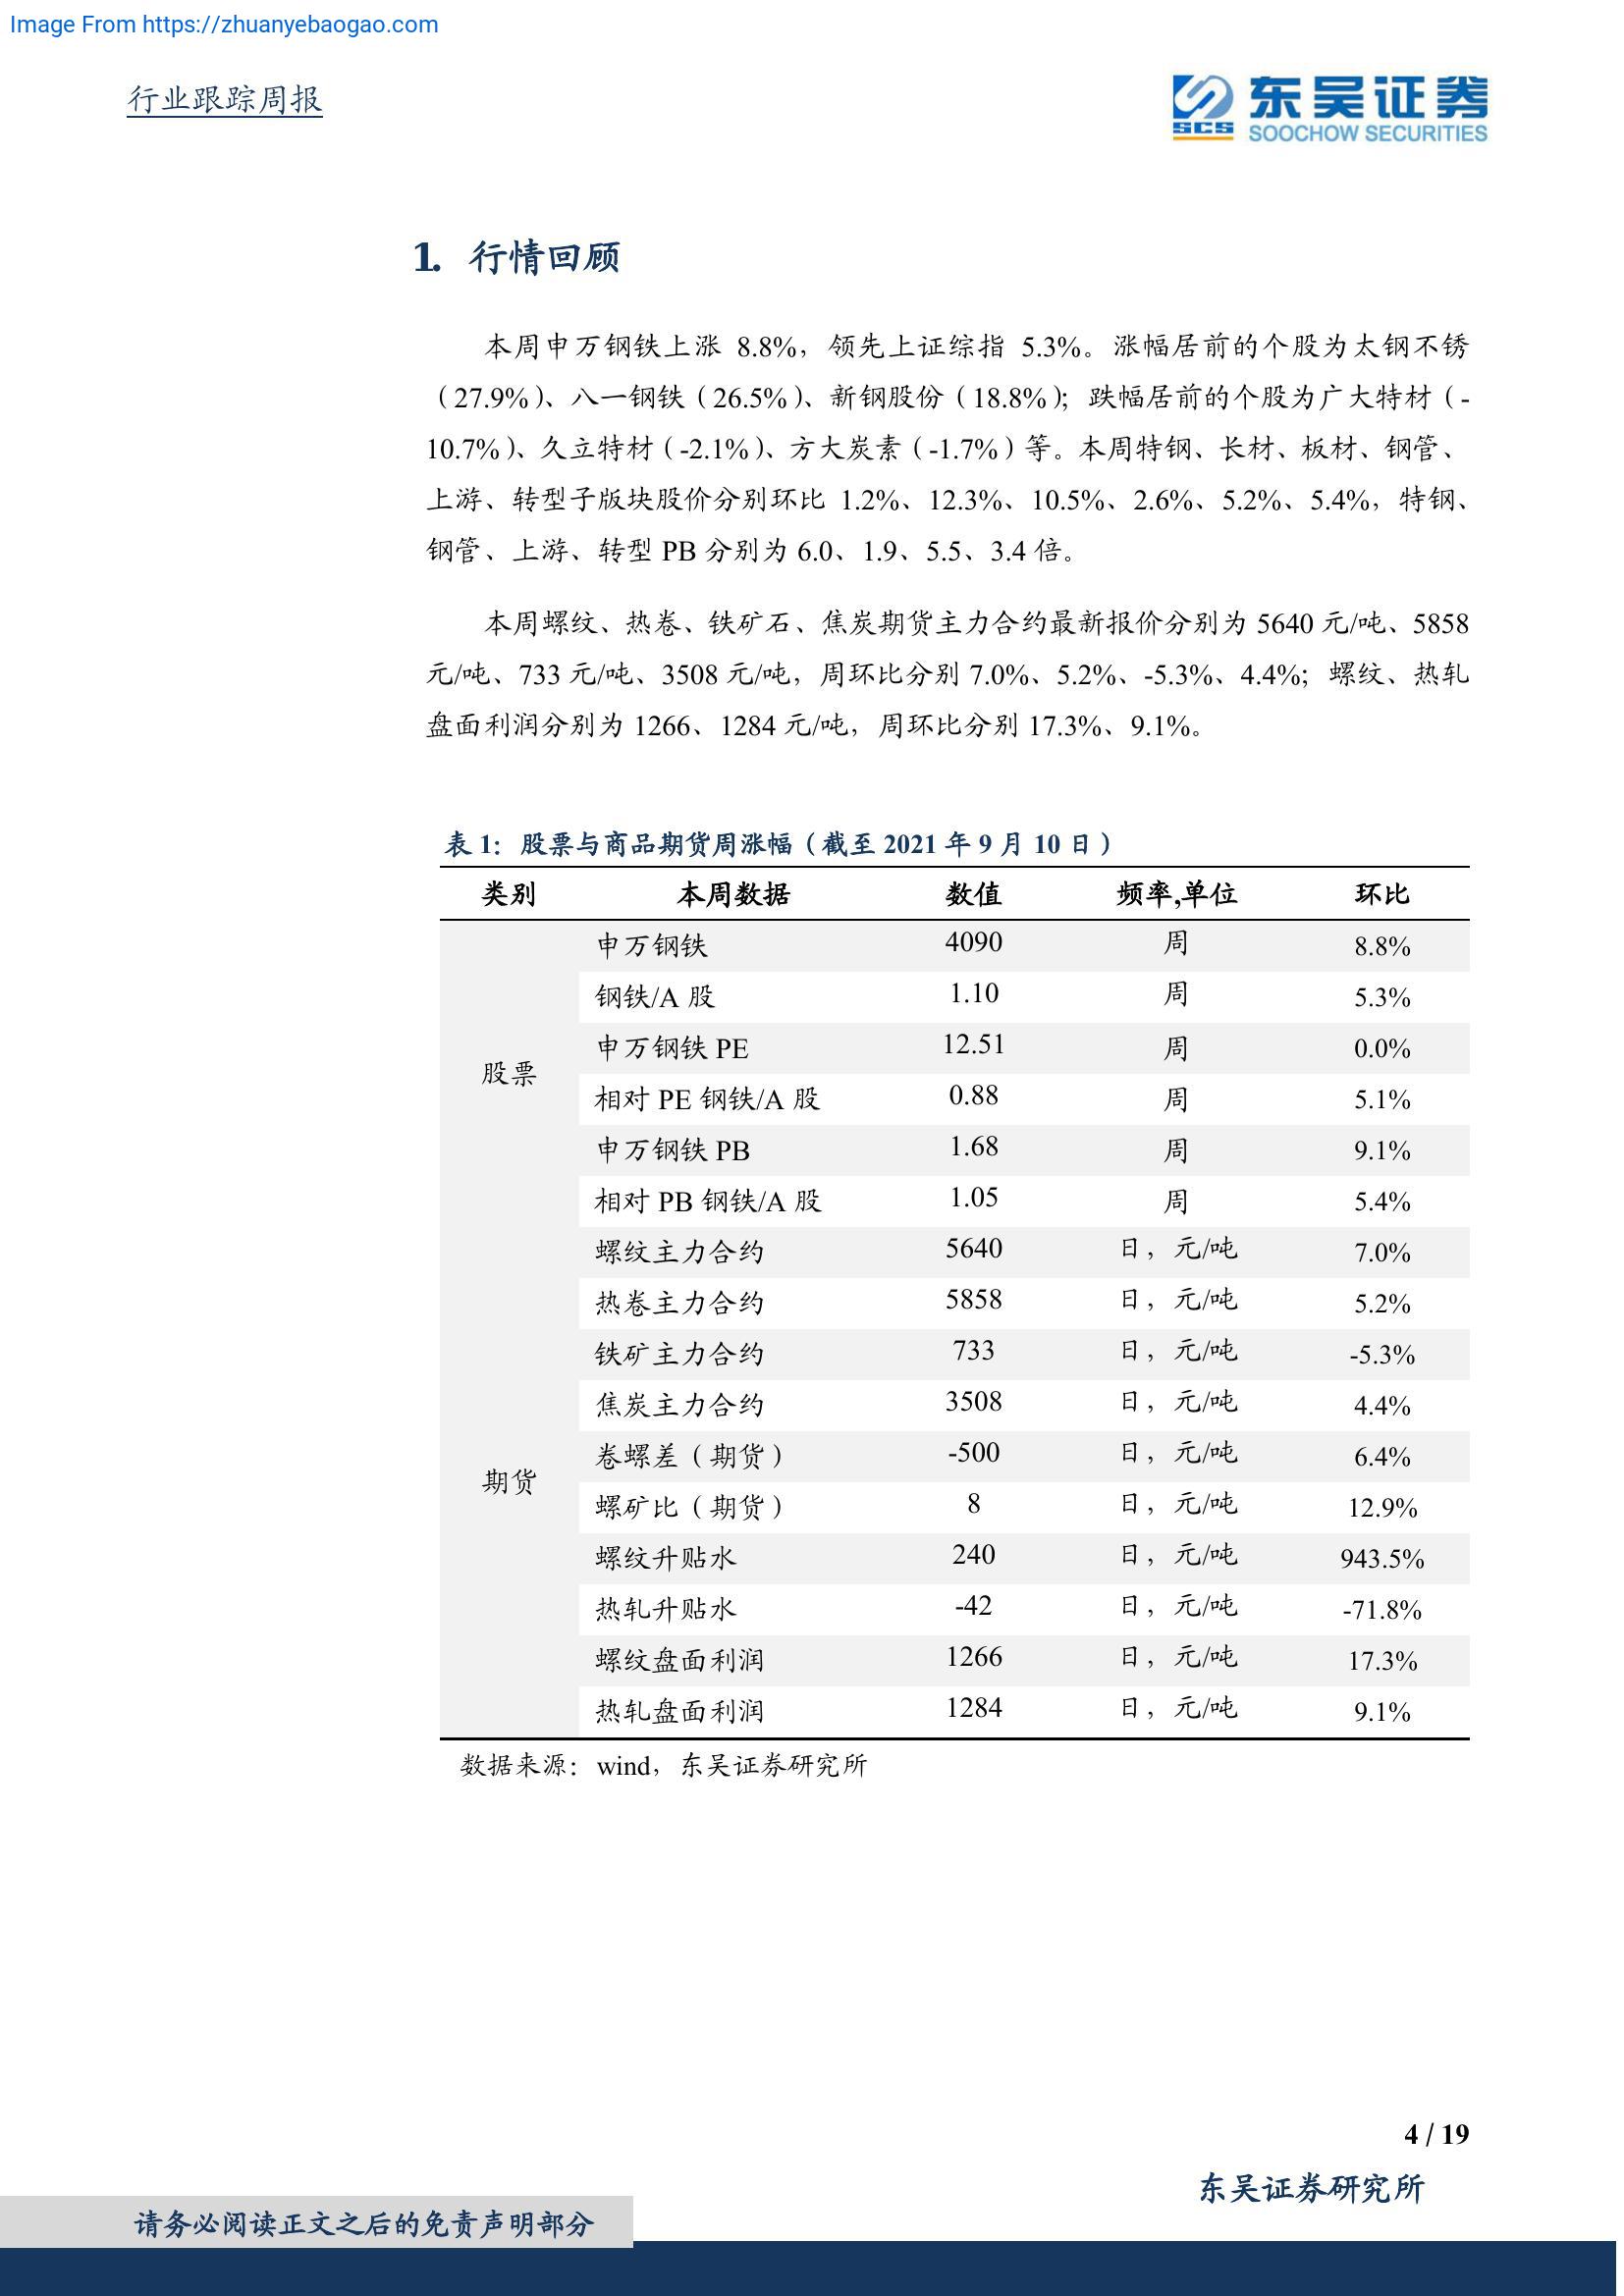 Image From https://zhuanyebaogao.com
行业跟踪周报
SCS
东吴证券
SOOCHOW SECURITIES
1. 行情回顾
本周申万钢铁上涨 8.8%，领先上证综指 5.3%。涨幅居前的个股为太钢不锈
（27.9%）、八一钢铁（26.5%）、新钢股份（18.8%）；跌幅居前的个股为广大特材（-
10.7%）、久立特材（-2.1%）、方大炭素（-1.7%）等。本周特钢、长材、板材、钢管、
上游、转型子版块股价分别环比 1.2%、12.3%、10.5%、2.6%、5.2%、5.4%，特钢、
钢管、上游、转型 PB 分别为 6.0、1.9、5.5、3.4 倍。
本周螺纹、热卷、铁矿石、焦炭期货主力合约最新报价分别为 5640 元/吨、5858
元/吨、733 元/吨、3508 元/吨，周环比分别 7.0%、5.2%、-5.3%、4.4%；螺纹、热轧
盘面利润分别为 1266、1284 元/吨，周环比分别 17.3%、9.1%。
表 1：股票与商品期货周涨幅（截至 2021 年 9 月 10 日）
类别 本周数据 数值 频率,单位 环比
申万钢铁 4090 周 8.8%
钢铁/A 股 1.10 周 5.3%
申万钢铁 PE 12.51 周 0.0%
股票
相对 PE 钢铁/A 股 0.88 周 5.1%
申万钢铁 PB 1.68 周 9.1%
相对 PB 钢铁/A 股 1.05 周 5.4%
螺纹主力合约 5640 日，元/吨 7.0%
热卷主力合约 5858 日，元/吨 5.2%
铁矿主力合约 733 日，元/吨 -5.3%
焦炭主力合约 3508 日，元/吨 4.4%
卷螺差（期货） -500 日，元/吨 6.4%
期货
螺矿比（期货） 8 日，元/吨 12.9%
螺纹升贴水 240 日，元/吨 943.5%
热轧升贴水 -42 日，元/吨 -71.8%
螺纹盘面利润 1266 日，元/吨 17.3%
热轧盘面利润 1284 日，元/吨 9.1%
数据来源：wind，东吴证券研究所
4 / 19
东吴证券研究所
请务必阅读正文之后的免责声明部分